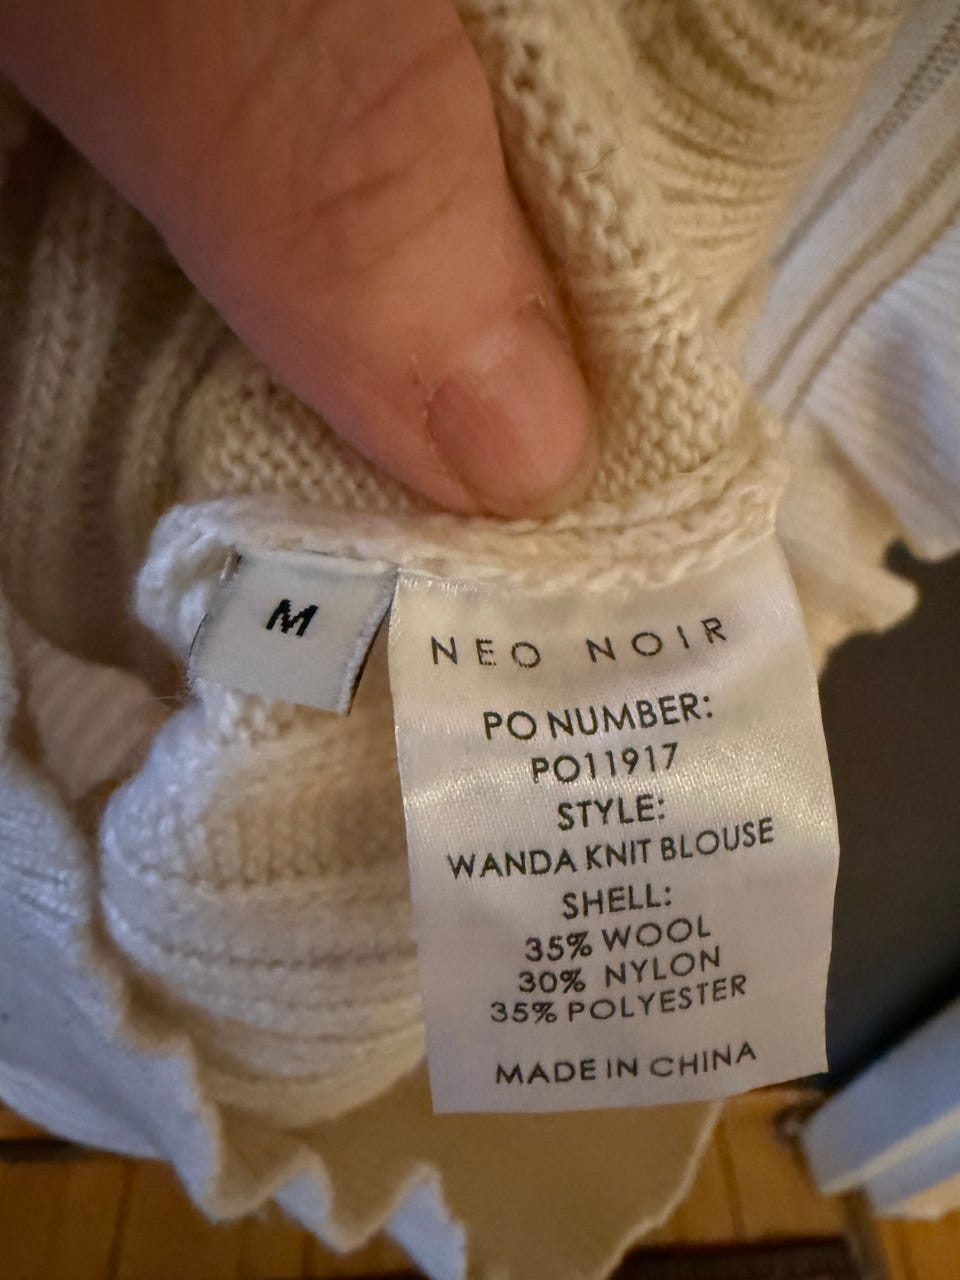 M
NEO NOIR
PO NUMBER:
PO11917
STYLE:
WANDA KNIT BLOUSE
SHELL:
35% WOOL
30% NYLON
35% POLYESTER
MADE IN CHINA